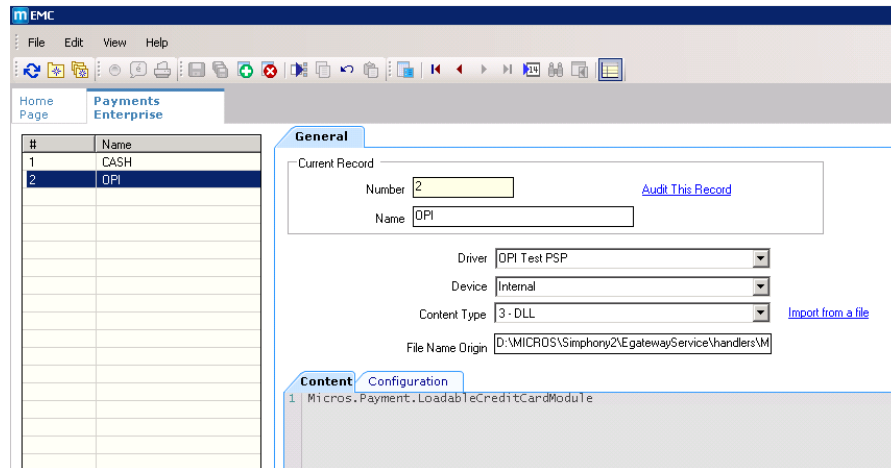 m EMC
File Edit View Help
14
Home Page
Payments Enterprise
# Name
1 CASH
2 OPI
General
Current Record
Number 2 Audit This Record
Name OPI
Driver OPI Test PSP
Device Internal
Content Type 3 - DLL Import from a file
File Name Origin D:\MICROS\Simphony2\EgatewayService\handlers\M
Content Configuration
1 Micros.Payment.LoadableCreditCardModule